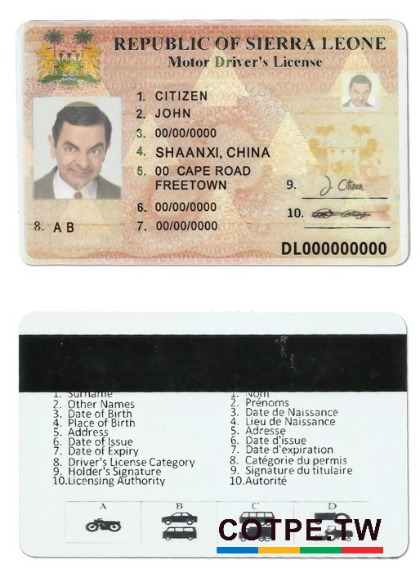 REPUBLIC OF SIERRA LEONE
Motor Driver's License
1. CITIZEN
2. JOHN
3. 00/00/0000
4. SHAANXI, CHINA
5. 00 CAPE ROAD
FREETOWN
6. 00/00/0000
7. 00/00/0000
8. A B
9. J. Citizen
10.
DL000000000
1. Surname
2. Other Names
3. Date of Birth
4. Place of Birth
5. Address
6. Date of Issue
7. Date of Expiry
8. Driver's License Category
9. Holder's Signature
10.Licensing Authority
1. Nom
2. Prénoms
3. Date de Naissance
4. Lieu de Naissance
5. Adresse
6. Date d'issue
7. Date d'expiration
8. Catégorie du permis
9. Signature du titulaire
10.Autorité
A B C D
COTPE.TW